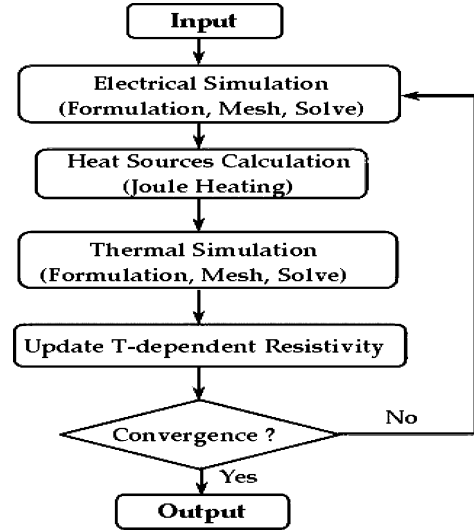 Input
Electrical Simulation
(Formulation, Mesh, Solve)
Heat Sources Calculation
(Joule Heating)
Thermal Simulation
(Formulation, Mesh, Solve)
Update T-dependent Resistivity
Convergence ?
No
Yes
Output